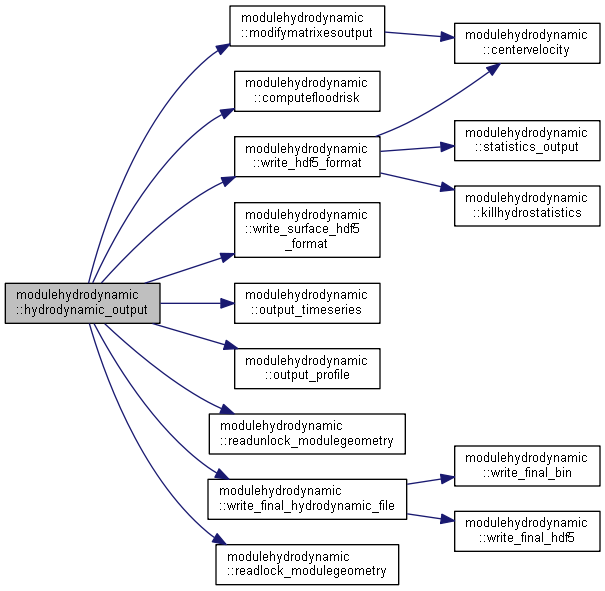 modulehydrodynamic
::hydrodynamic_output
modulehydrodynamic
::modifymatrixesoutput
modulehydrodynamic
::computefloodrisk
modulehydrodynamic
::write_hdf5_format
modulehydrodynamic
::write_surface_hdf5
_format
modulehydrodynamic
::output_timeseries
modulehydrodynamic
::output_profile
modulehydrodynamic
::readunlock_modulegeometry
modulehydrodynamic
::write_final_hydrodynamic_file
modulehydrodynamic
::readlock_modulegeometry
modulehydrodynamic
::centervelocity
modulehydrodynamic
::statistics_output
modulehydrodynamic
::killhydrostatistics
modulehydrodynamic
::write_final_bin
modulehydrodynamic
::write_final_hdf5